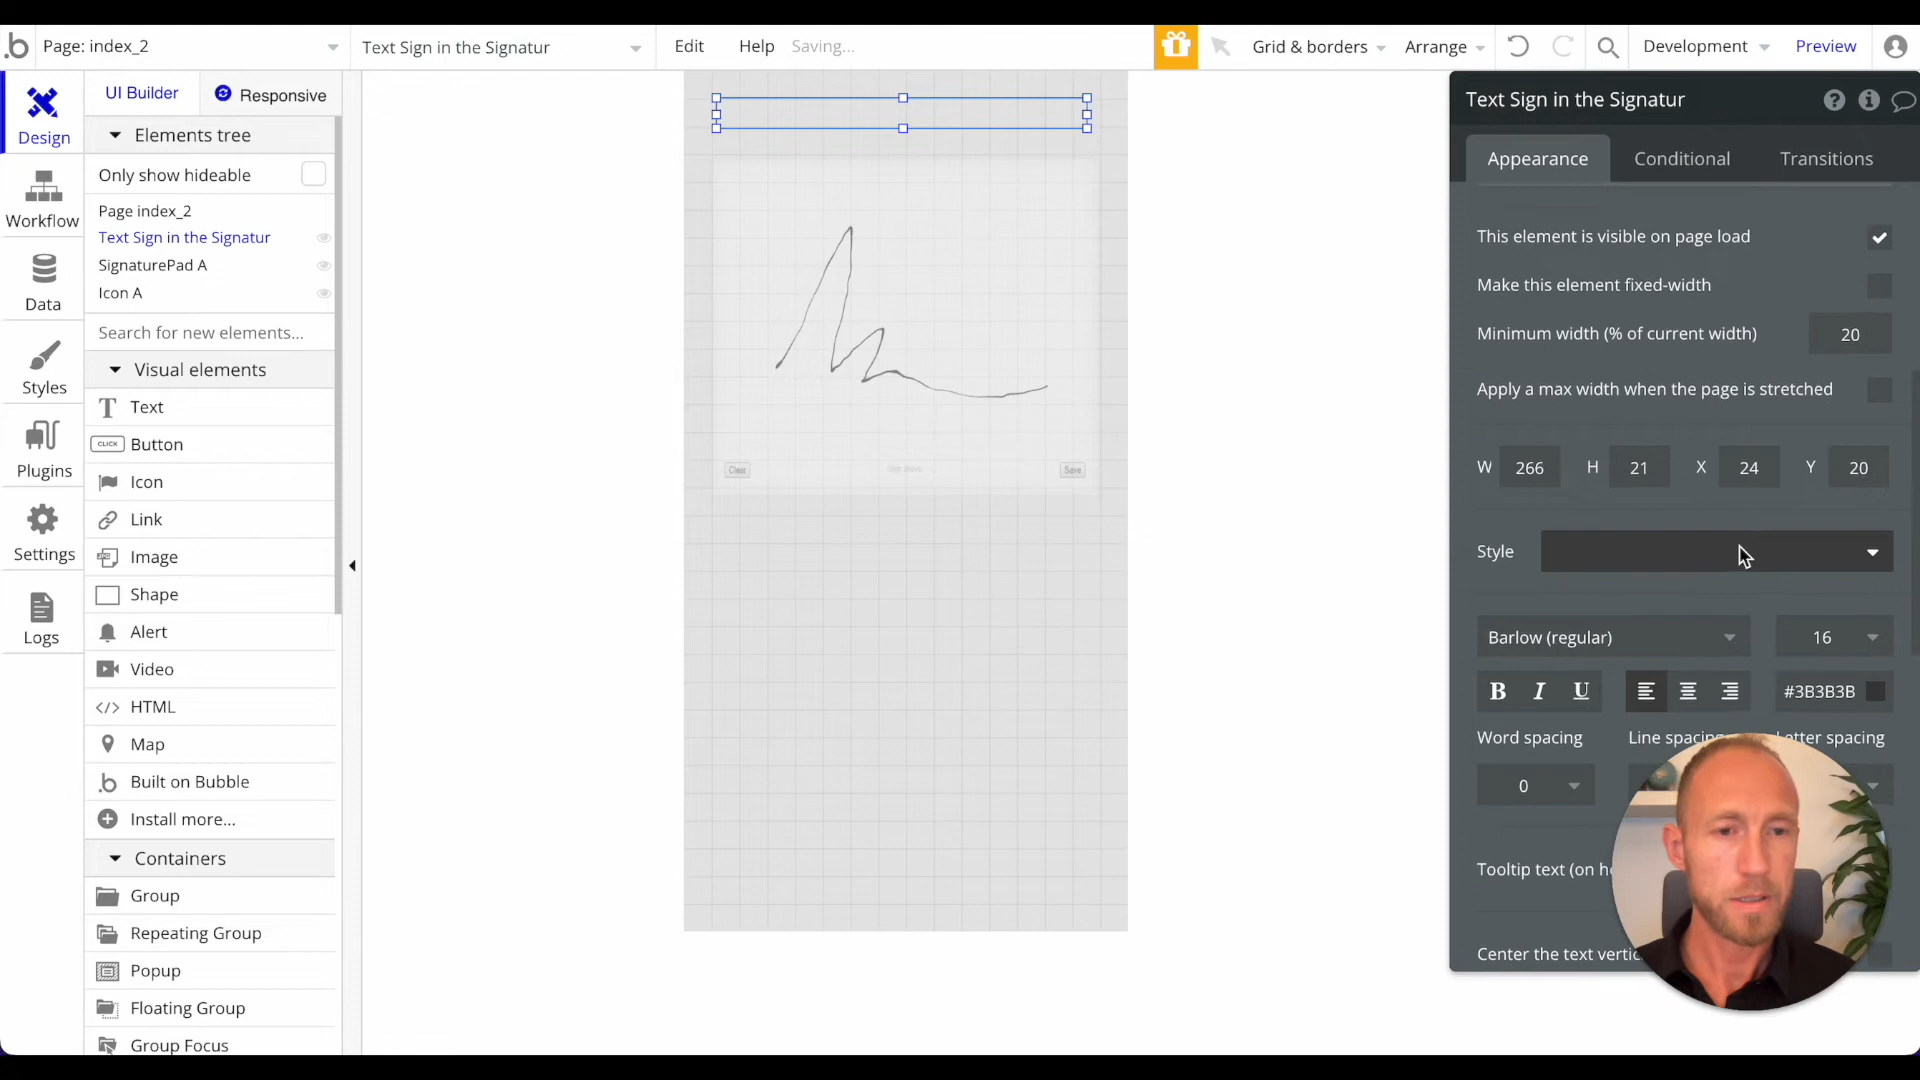 Page: index_2
Text Sign in the Signatur
Edit
Help
Saving...
Grid & borders
Arrange
Development
Preview
Design
Workflow
Data
Styles
Plugins
Settings
Logs
UI Builder
Responsive
Elements tree
Only show hideable
Page index_2
Text Sign in the Signatur
SignaturePad A
Icon A
Search for new elements...
Visual elements
Text
CLICK Button
Icon
Link
Image
Shape
Alert
Video
HTML
Map
Built on Bubble
Install more...
Containers
Group
Repeating Group
Popup
Floating Group
Group Focus
Clear
Save
Text Sign in the Signatur
Appearance
Conditional
Transitions
This element is visible on page load
Make this element fixed-width
Minimum width (% of current width) 20
Apply a max width when the page is stretched
W 266 H 21 X 24 Y 20
Style
Barlow (regular) 16
B I U #3B3B3B
Word spacing Line spacing Letter spacing
0
Tooltip text (on h
Center the text vertic